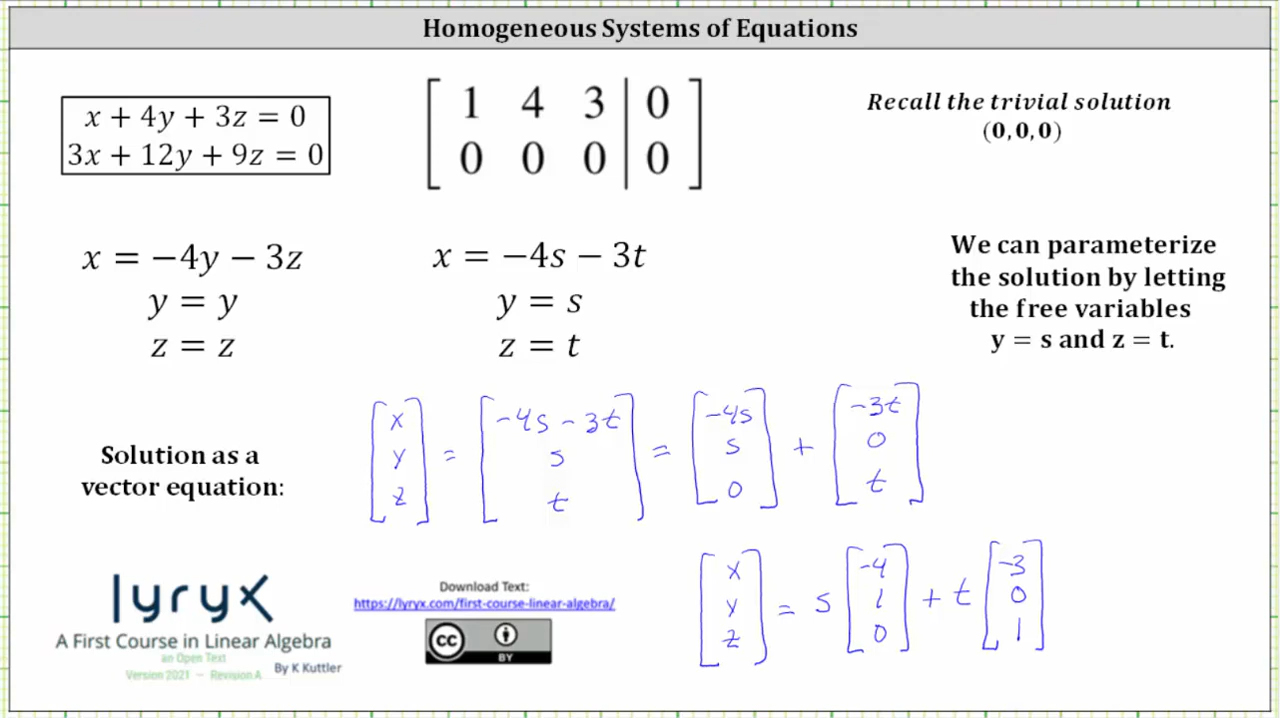 Homogeneous Systems of Equations
x + 4y + 3z = 0
3x + 12y + 9z = 0
[ 1 4 3 | 0 ]
[ 0 0 0 | 0 ]
Recall the trivial solution
(0, 0, 0)
x = −4y − 3z
y = y
z = z
x = −4s − 3t
y = s
z = t
We can parameterize
the solution by letting
the free variables
y = s and z = t.
Solution as a
vector equation:
[x y z] = [-4s - 3t s t] = [-4s s 0] + [-3t 0 t]
[x y z] = s [-4 1 0] + t [-3 0 1]
lyryx
A First Course in Linear Algebra
an Open Text
Version 2021 — Revision A
By K Kuttler
Download Text:
https://lyryx.com/first-course-linear-algebra/
cc
BY